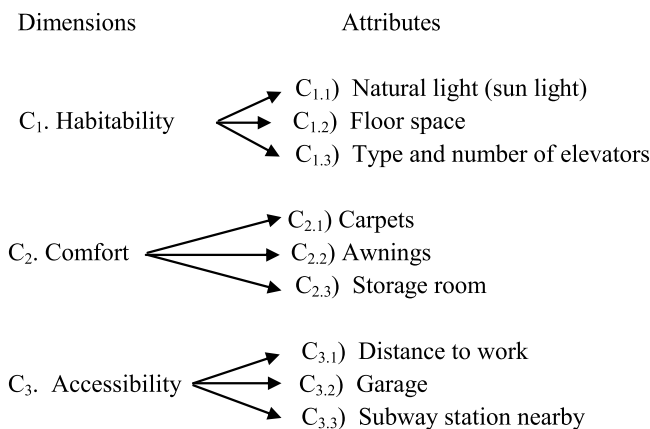 Dimensions Attributes
C1.1) Natural light (sun light)
C1. Habitability C1.2) Floor space
C1.3) Type and number of elevators
C2.1) Carpets
C2. Comfort C2.2) Awnings
C2.3) Storage room
C3.1) Distance to work
C3. Accessibility C3.2) Garage
C3.3) Subway station nearby